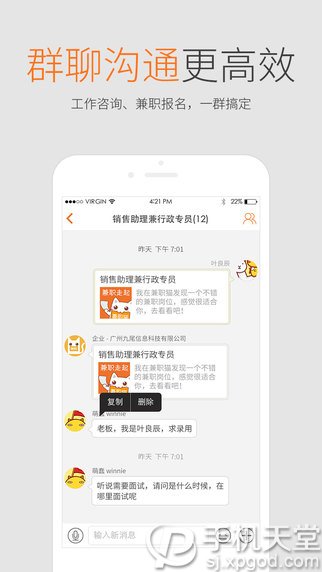 群聊沟通更高效
工作咨询、兼职报名，一群搞定
VIRGIN
4:21 PM
73%
销售助理兼行政专员(12)
昨天 下午 7:01
叶良辰
销售助理兼行政专员
兼职走起
我在兼职猫发现一个不错
的兼职岗位，感觉很适合
你，去看看吧！
企业 - 广州九尾信息科技有限公司
销售助理兼行政专员
兼职走起
我在兼职猫发现一个不错
的兼职岗位，感觉很适合
你，去看看吧！
复制
删除
萌蠢 winnie
老板，我是叶良辰，求录用
昨天 下午 7:01
萌蠢 winnie
听说需要面试，请问是什么时候，在
哪里面试呢
输入新消息
手机天堂
sj.xpgod.com